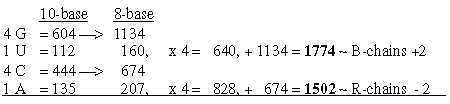 10-base 8-base
4 G = 604 —> 1134
1 U = 112 160, x 4 = 640, + 1134 = 1774 ~ B-chains +2
4 C = 444—> 674
1 A = 135 207, x 4 = 828, + 674 = 1502 ~ R-chains - 2